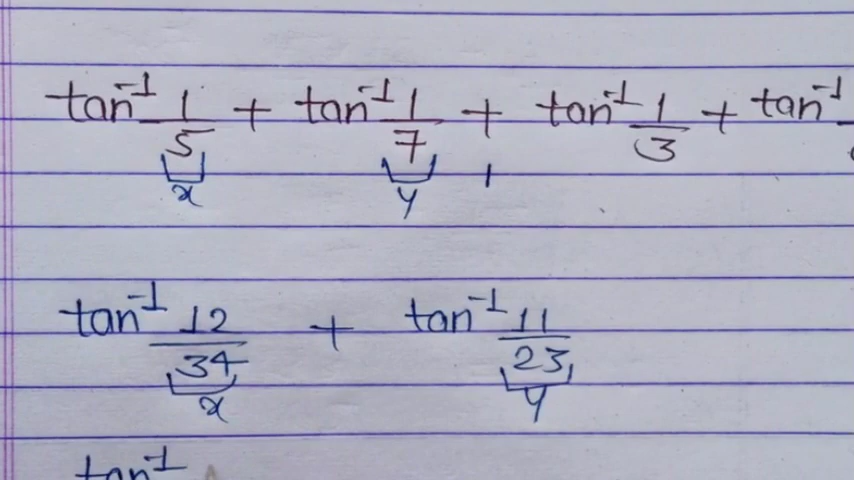 tan⁻¹ 1/5 + tan⁻¹ 1/7 + tan⁻¹ 1/3 + tan⁻¹
x y
tan⁻¹ 12/34 + tan⁻¹ 11/23
x y
tan⁻¹